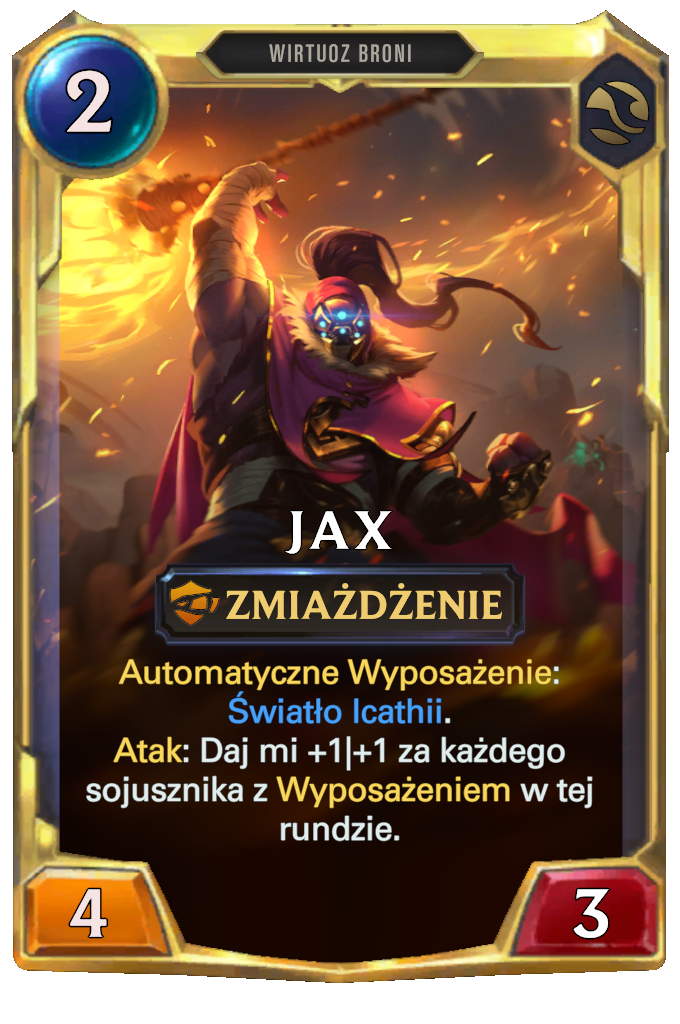 WIRTUOZ BRONI
2
JAX
ZMIAŻDŻENIE
Automatyczne Wyposażenie:
Światło Icathii.
Atak: Daj mi +1|+1 za każdego
sojusznika z Wyposażeniem w tej
rundzie.
4
3